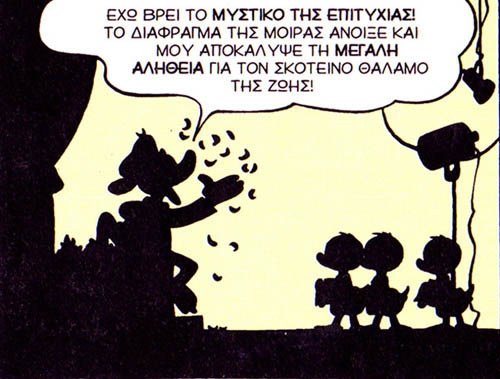 ΕΧΩ ΒΡΕΙ ΤΟ ΜΥΣΤΙΚΟ ΤΗΣ ΕΠΙΤΥΧΙΑΣ!
ΤΟ ΔΙΑΦΡΑΓΜΑ ΤΗΣ ΜΟΙΡΑΣ ΑΝΟΙΞΕ ΚΑΙ
ΜΟΥ ΑΠΟΚΑΛΥΨΕ ΤΗ ΜΕΓΑΛΗ
ΑΛΗΘΕΙΑ ΓΙΑ ΤΟΝ ΣΚΟΤΕΙΝΟ ΘΑΛΑΜΟ
ΤΗΣ ΖΩΗΣ!